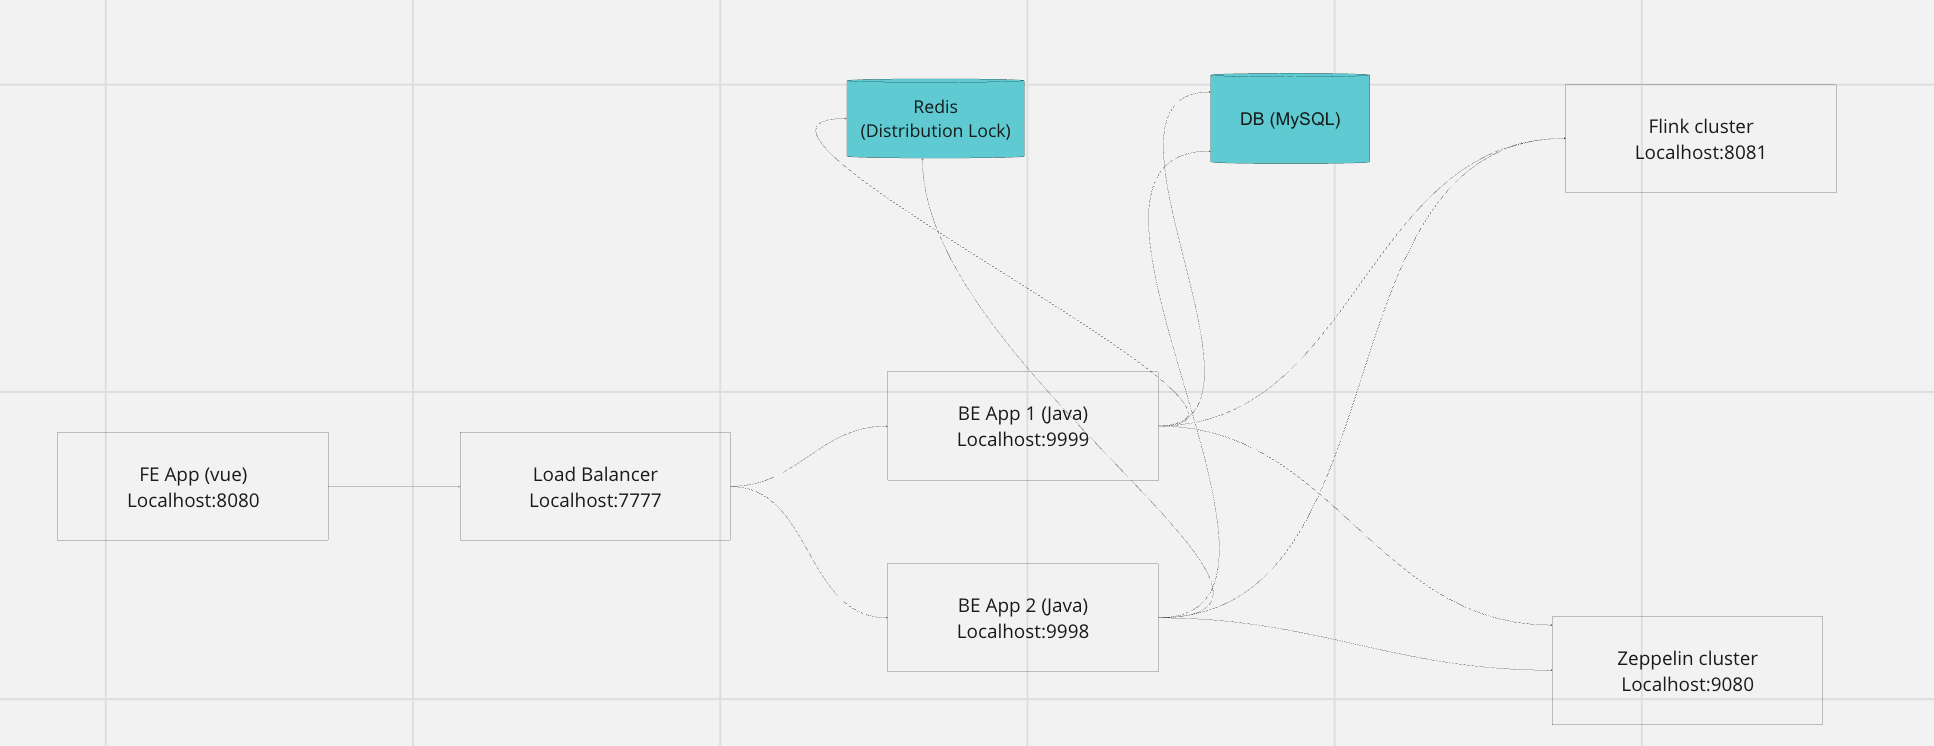 Redis
(Distribution Lock)
DB (MySQL)
Flink cluster
Localhost:8081
BE App 1 (Java)
Localhost:9999
FE App (vue)
Localhost:8080
Load Balancer
Localhost:7777
BE App 2 (Java)
Localhost:9998
Zeppelin cluster
Localhost:9080